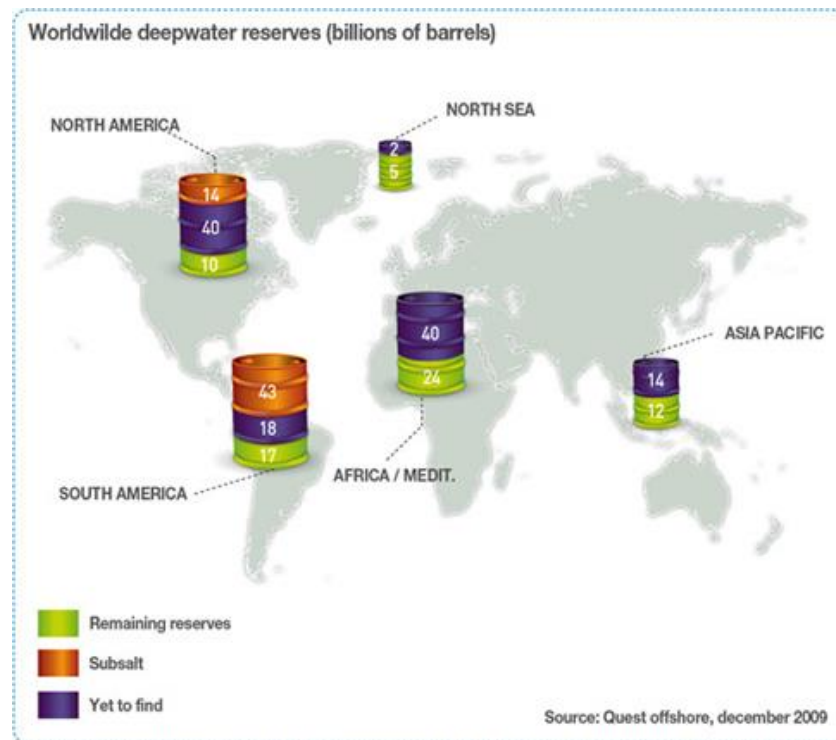 Worldwilde deepwater reserves (billions of barrels)
NORTH SEA
2
5
NORTH AMERICA
14
40
10
40
24
AFRICA / MEDIT.
ASIA PACIFIC
14
12
43
18
17
SOUTH AMERICA
Remaining reserves
Subsalt
Yet to find
Source: Quest offshore, december 2009